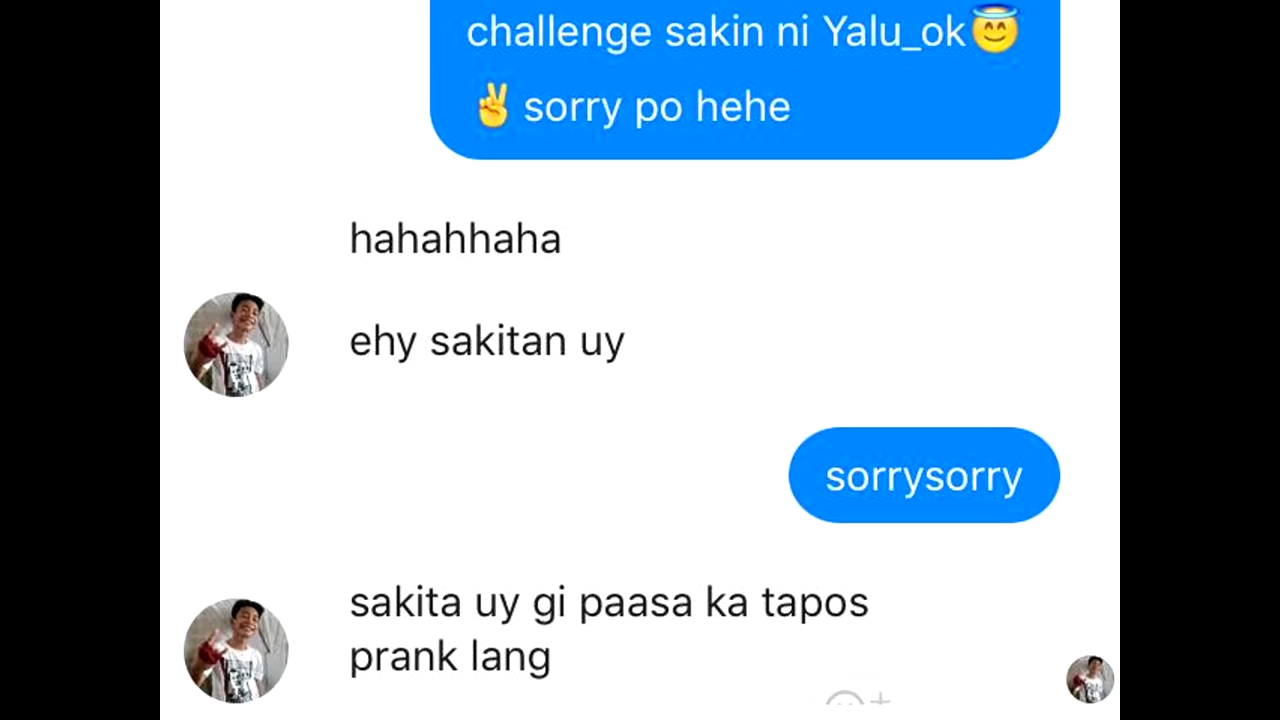 challenge sakin ni Yalu_ok😇
✌️ sorry po hehe
hahahhaha
ehy sakitan uy
sorrysorry
sakita uy gi paasa ka tapos
prank lang